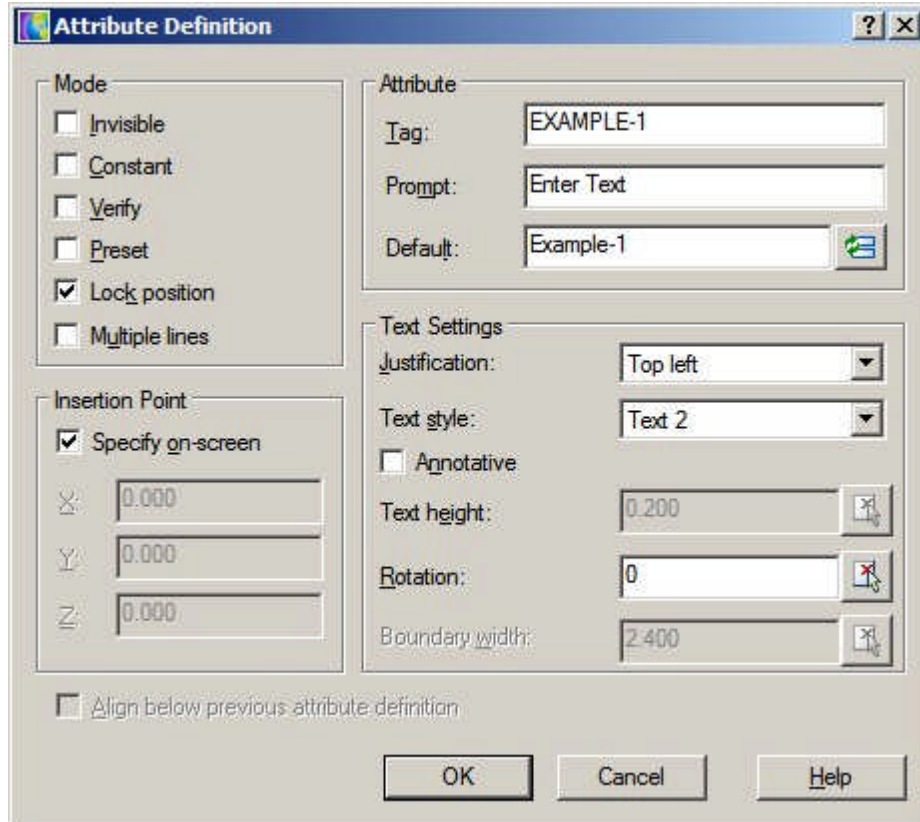 Attribute Definition
Mode
Invisible
Constant
Verify
Preset
Lock position
Multiple lines
Insertion Point
Specify on-screen
X: 0.000
Y: 0.000
Z: 0.000
Attribute
Tag: EXAMPLE-1
Prompt: Enter Text
Default: Example-1
Text Settings
Justification: Top left
Text style: Text 2
Annotative
Text height: 0.200
Rotation: 0
Boundary width: 2.400
Align below previous attribute definition
OK Cancel Help